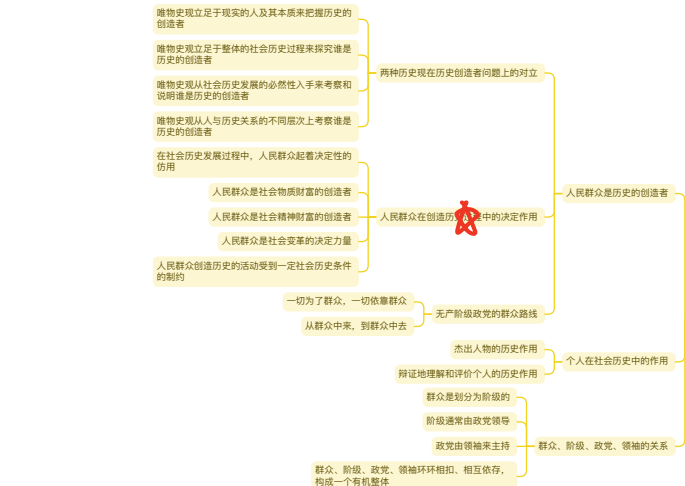 唯物史观立足于现实的人及其本质来把握历史的
创造者
唯物史观立足于整体的社会历史过程来探究谁是
历史的创造者
唯物史观从社会历史发展的必然性入手来考察和
说明谁是历史的创造者
唯物史观从人与历史关系的不同层次上考察谁是
历史的创造者
两种历史现在历史创造者问题上的对立
在社会历史发展过程中，人民群众起着决定性的
仿用
人民群众是社会物质财富的创造者
人民群众是社会精神财富的创造者
人民群众是社会变革的决定力量
人民群众创造历史的活动受到一定社会历史条件
的制约
人民群众在创造历史中的决定作用
一切为了群众，一切依靠群众
从群众中来，到群众中去
无产阶级政党的群众路线
人民群众是历史的创造者
杰出人物的历史作用
辩证地理解和评价个人的历史作用
个人在社会历史中的作用
群众是划分为阶级的
阶级通常由政党领导
政党由领袖来主持
群众、阶级、政党、领袖环环相扣、相互依存，
构成一个有机整体
群众、阶级、政党、领袖的关系